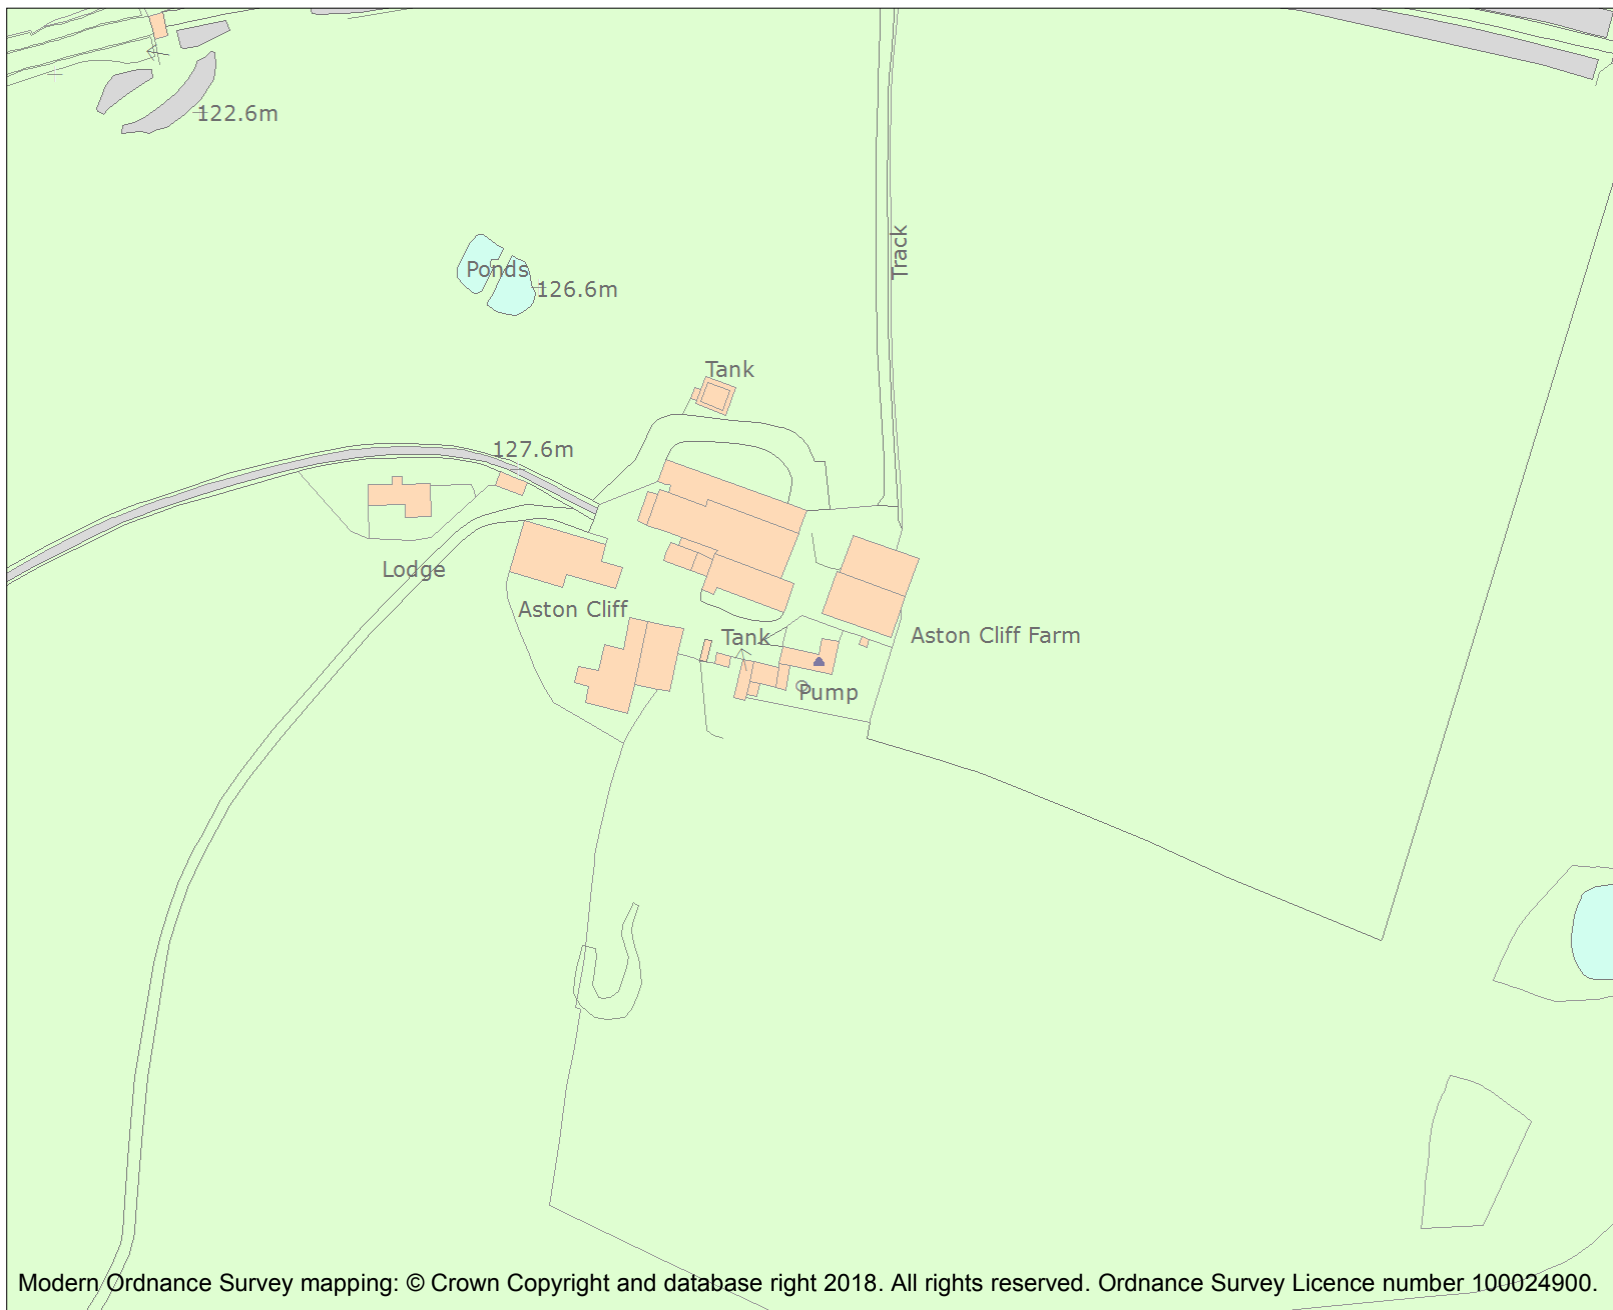 122.6m
Track
Ponds
126.6m
Tank
127.6m
Lodge
Aston Cliff
Tank
Aston Cliff Farm
Pump
Modern Ordnance Survey mapping: © Crown Copyright and database right 2018. All rights reserved. Ordnance Survey Licence number 100024900.